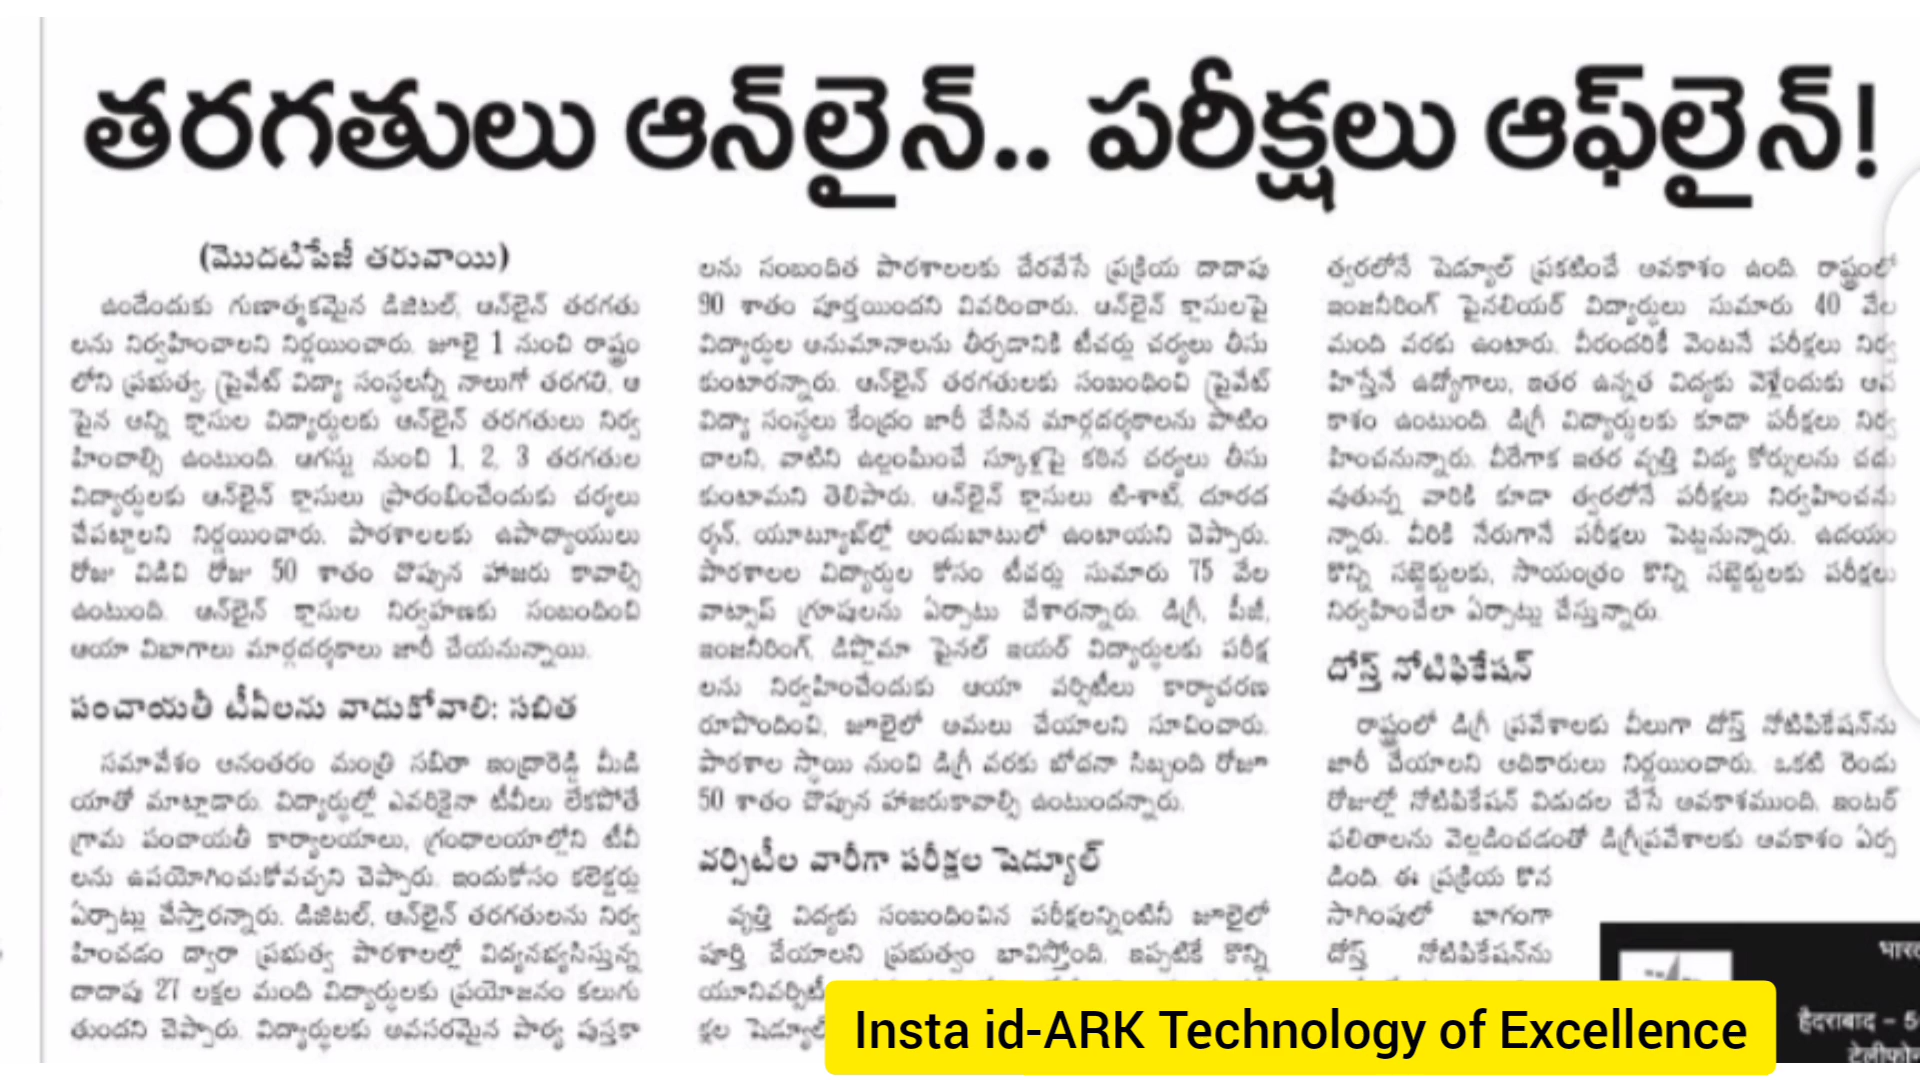 తరగతులు ఆన్‌లైన్.. పరీక్షలు ఆఫ్‌లైన్!
(మొదటిపేజీ తరువాయి)
ఉండేందుకు గుణాత్మకమైన డిజిటల్, ఆన్‌లైన్ తరగతు
లను నిర్వహించాలని నిర్ణయించారు. జూలై 1 నుంచి రాష్ట్రం
లోని ప్రభుత్వ, ప్రైవేట్ విద్యా సంస్థలన్నీ నాలుగో తరగతి, ఆ
పైన అన్ని క్లాసుల విద్యార్థులకు ఆన్‌లైన్ తరగతులు నిర్వ
హించాల్సి ఉంటుంది. ఆగస్టు నుంచి 1, 2, 3 తరగతుల
విద్యార్థులకు ఆన్‌లైన్ క్లాసులు ప్రారంభించేందుకు చర్యలు
చేపట్టాలని నిర్ణయించారు. పాఠశాలలకు ఉపాధ్యాయులు
రోజు విడిచి రోజు 50 శాతం చొప్పున హాజరు కావాల్సి
ఉంటుంది. ఆన్‌లైన్ క్లాసుల నిర్వహణకు సంబంధించి
ఆయా విభాగాలు మార్గదర్శకాలు జారీ చేయనున్నాయి.
పంచాయతీ టీవీలను వాడుకోవాలి: సబిత
సమావేశం అనంతరం మంత్రి సబితా ఇంద్రారెడ్డి మీడి
యాతో మాట్లాడారు. విద్యార్థుల్లో ఎవరికైనా టీవీలు లేకపోతే
గ్రామ పంచాయతీ కార్యాలయాలు, గ్రంథాలయాల్లోని టీవీ
లను ఉపయోగించుకోవచ్చని చెప్పారు. ఇందుకోసం కలెక్టర్లు
ఏర్పాట్లు చేస్తారన్నారు. డిజిటల్, ఆన్‌లైన్ తరగతులను నిర్వ
హించడం ద్వారా ప్రభుత్వ పాఠశాలల్లో విద్యనభ్యసిస్తున్న
దాదాపు 27 లక్షల మంది విద్యార్థులకు ప్రయోజనం కలుగు
తుందని చెప్పారు. విద్యార్థులకు అవసరమైన పాఠ్య పుస్తకా
లను సంబంధిత పాఠశాలలకు చేరవేసే ప్రక్రియ దాదాపు
90 శాతం పూర్తయిందని వివరించారు. ఆన్‌లైన్ క్లాసులపై
విద్యార్థుల అనుమానాలను తీర్చడానికి టీచర్లు చర్యలు తీసు
కుంటారన్నారు. ఆన్‌లైన్ తరగతులకు సంబంధించి ప్రైవేట్
విద్యా సంస్థలు కేంద్రం జారీ చేసిన మార్గదర్శకాలను పాటిం
చాలని, వాటిని ఉల్లంఘించే స్కూళ్లపై కఠిన చర్యలు తీసు
కుంటామని తెలిపారు. ఆన్‌లైన్ క్లాసులు టీ-శాట్, దూరద
ర్శన్, యూట్యూబ్‌ల్లో అందుబాటులో ఉంటాయని చెప్పారు.
పాఠశాలల విద్యార్థుల కోసం టీచర్లు సుమారు 75 వేల
వాట్సాప్ గ్రూపులను ఏర్పాటు చేశారన్నారు. డిగ్రీ, పీజీ,
ఇంజనీరింగ్, డిప్లొమా ఫైనల్ ఇయర్ విద్యార్థులకు పరీక్ష
లను నిర్వహించేందుకు ఆయా వర్సిటీలు కార్యాచరణ
రూపొందించి, జూలైలో అమలు చేయాలని సూచించారు.
పాఠశాల స్థాయి నుంచి డిగ్రీ వరకు బోధనా సిబ్బంది రోజూ
50 శాతం చొప్పున హాజరుకావాల్సి ఉంటుందన్నారు.
వర్సిటీల వారీగా పరీక్షల షెడ్యూల్
వృత్తి విద్యకు సంబంధించిన పరీక్షలన్నింటినీ జూలైలో
పూర్తి చేయాలని ప్రభుత్వం భావిస్తోంది. ఇప్పటికే కొన్ని
యూనివర్సిటీ
క్షల షెడ్యూల్
త్వరలోనే షెడ్యూల్ ప్రకటించే అవకాశం ఉంది. రాష్ట్రంలో
ఇంజనీరింగ్ ఫైనలియర్ విద్యార్థులు సుమారు 40 వేల
మంది వరకు ఉంటారు. వీరందరికీ వెంటనే పరీక్షలు నిర్వ
హిస్తేనే ఉద్యోగాలు, ఇతర ఉన్నత విద్యకు వెళ్లేందుకు అవ
కాశం ఉంటుంది. డిగ్రీ విద్యార్థులకు కూడా పరీక్షలు నిర్వ
హించనున్నారు. వీరేగాక ఇతర వృత్తి విద్య కోర్సులను చదు
వుతున్న వారికి కూడా త్వరలోనే పరీక్షలు నిర్వహించను
న్నారు. వీరికి నేరుగానే పరీక్షలు పెట్టనున్నారు. ఉదయం
కొన్ని సబ్జెక్టులకు, సాయంత్రం కొన్ని సబ్జెక్టులకు పరీక్షలు
నిర్వహించేలా ఏర్పాట్లు చేస్తున్నారు.
దోస్త్ నోటిఫికేషన్
రాష్ట్రంలో డిగ్రీ ప్రవేశాలకు వీలుగా దోస్త్ నోటిఫికేషన్‌ను
జారీ చేయాలని అధికారులు నిర్ణయించారు. ఒకటి రెండు
రోజుల్లో నోటిఫికేషన్ విడుదల చేసే అవకాశముంది. ఇంటర్
ఫలితాలను వెల్లడించడంతో డిగ్రీప్రవేశాలకు అవకాశం ఏర్ప
డింది. ఈ ప్రక్రియ కొన
సాగింపులో భాగంగా
దోస్త్ నోటిఫికేషన్‌ను
हैदराबाद – 5
Insta id-ARK Technology of Excellence